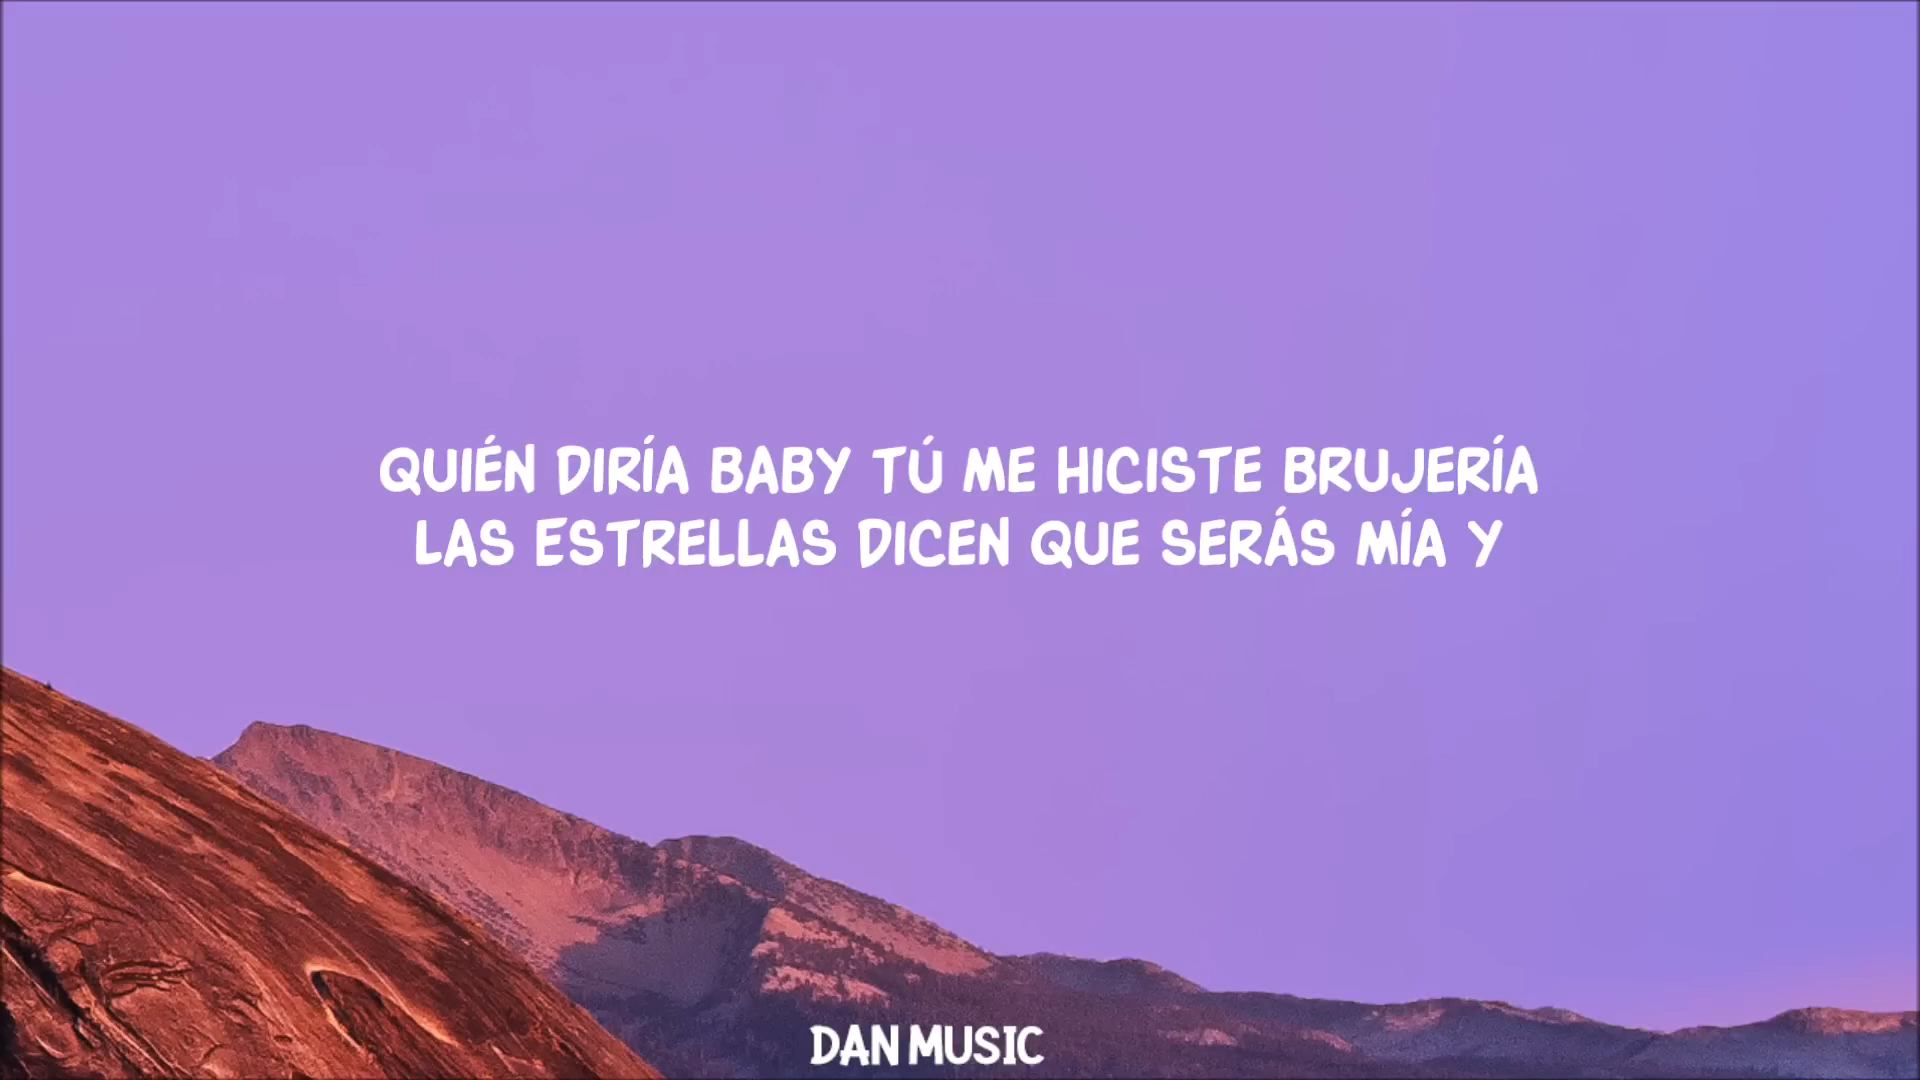 QUIÉN DIRÍA BABY TÚ ME HICISTE BRUJERÍA
LAS ESTRELLAS DICEN QUE SERÁS MÍA Y
DAN MUSIC